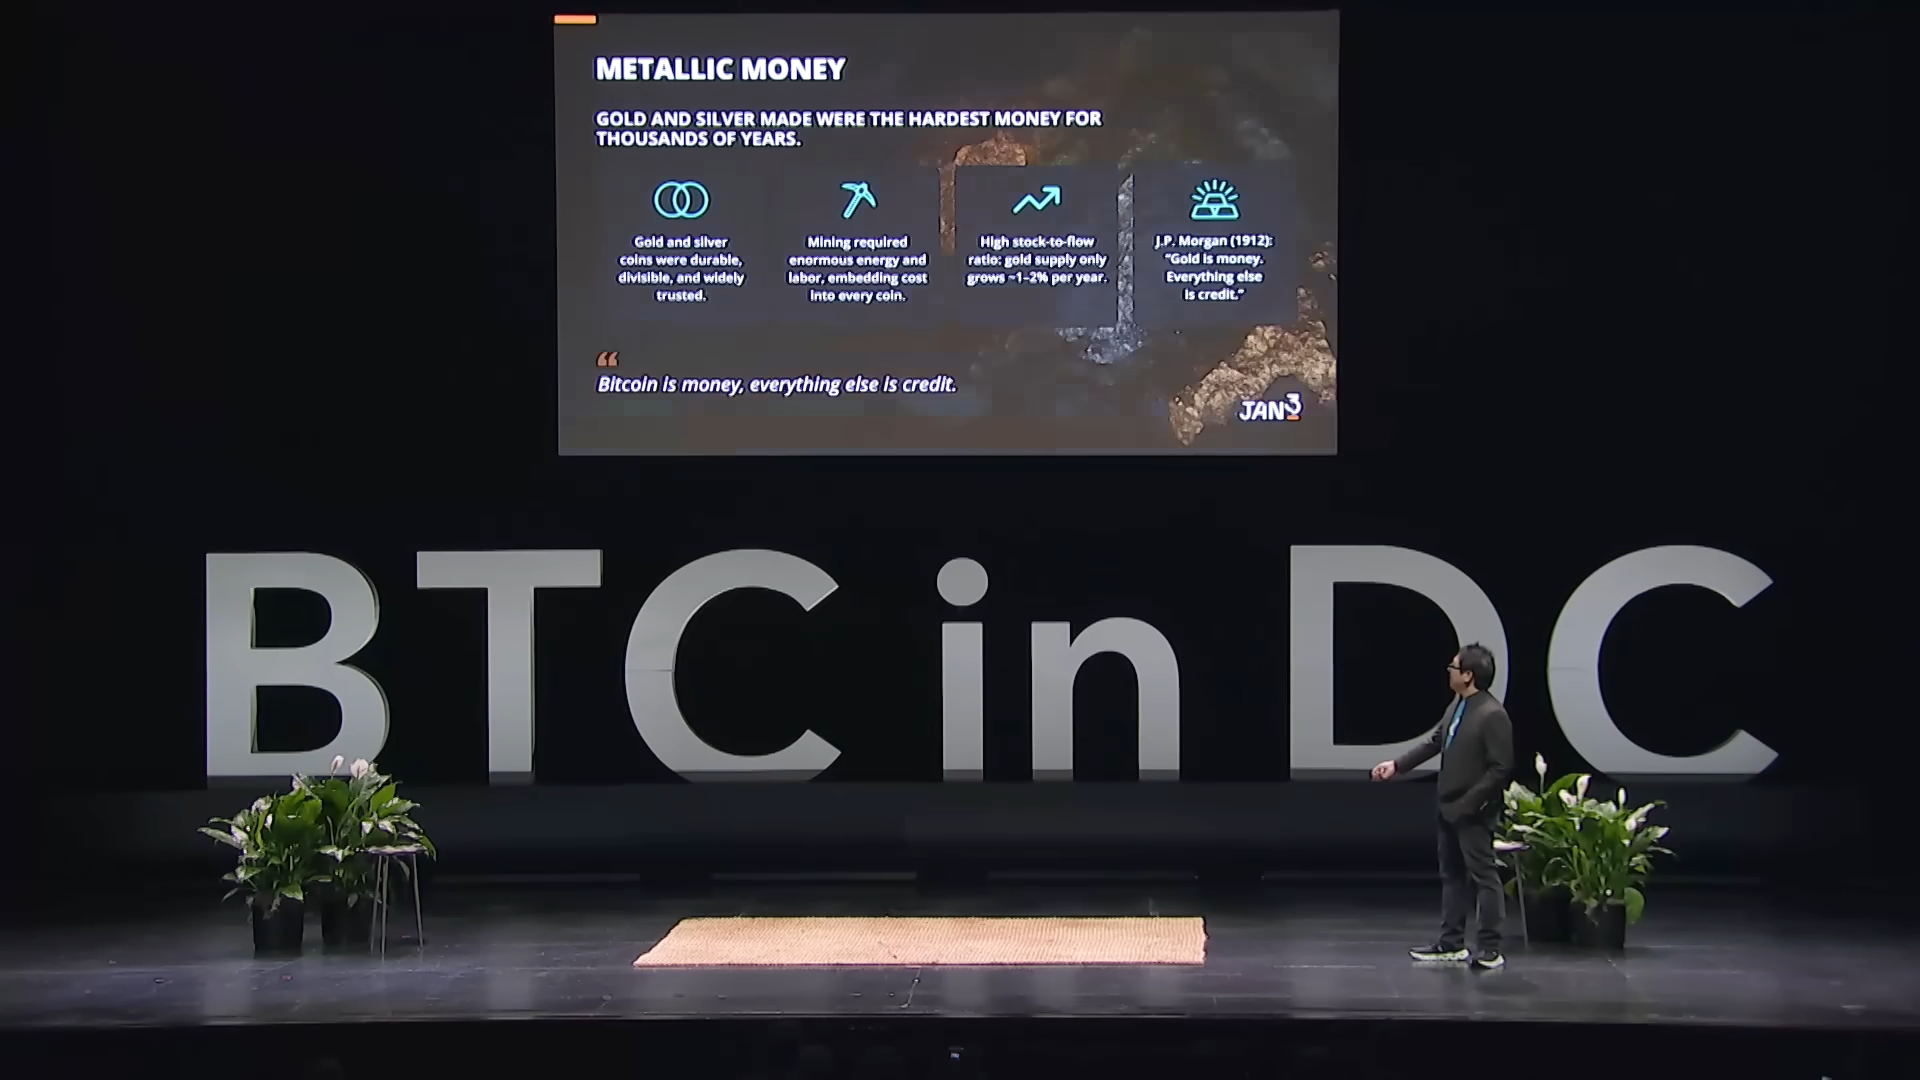 METALLIC MONEY
GOLD AND SILVER MADE WERE THE HARDEST MONEY FOR
THOUSANDS OF YEARS.
Gold and silver
coins were durable,
divisible, and widely
trusted.
Mining required
enormous energy and
labor, embedding cost
into every coin.
High stock-to-flow
ratio: gold supply only
grows ~1–2% per year.
J.P. Morgan (1912):
“Gold is money.
Everything else
is credit.”
“
Bitcoin is money, everything else is credit.
JAN3
BTC in DC